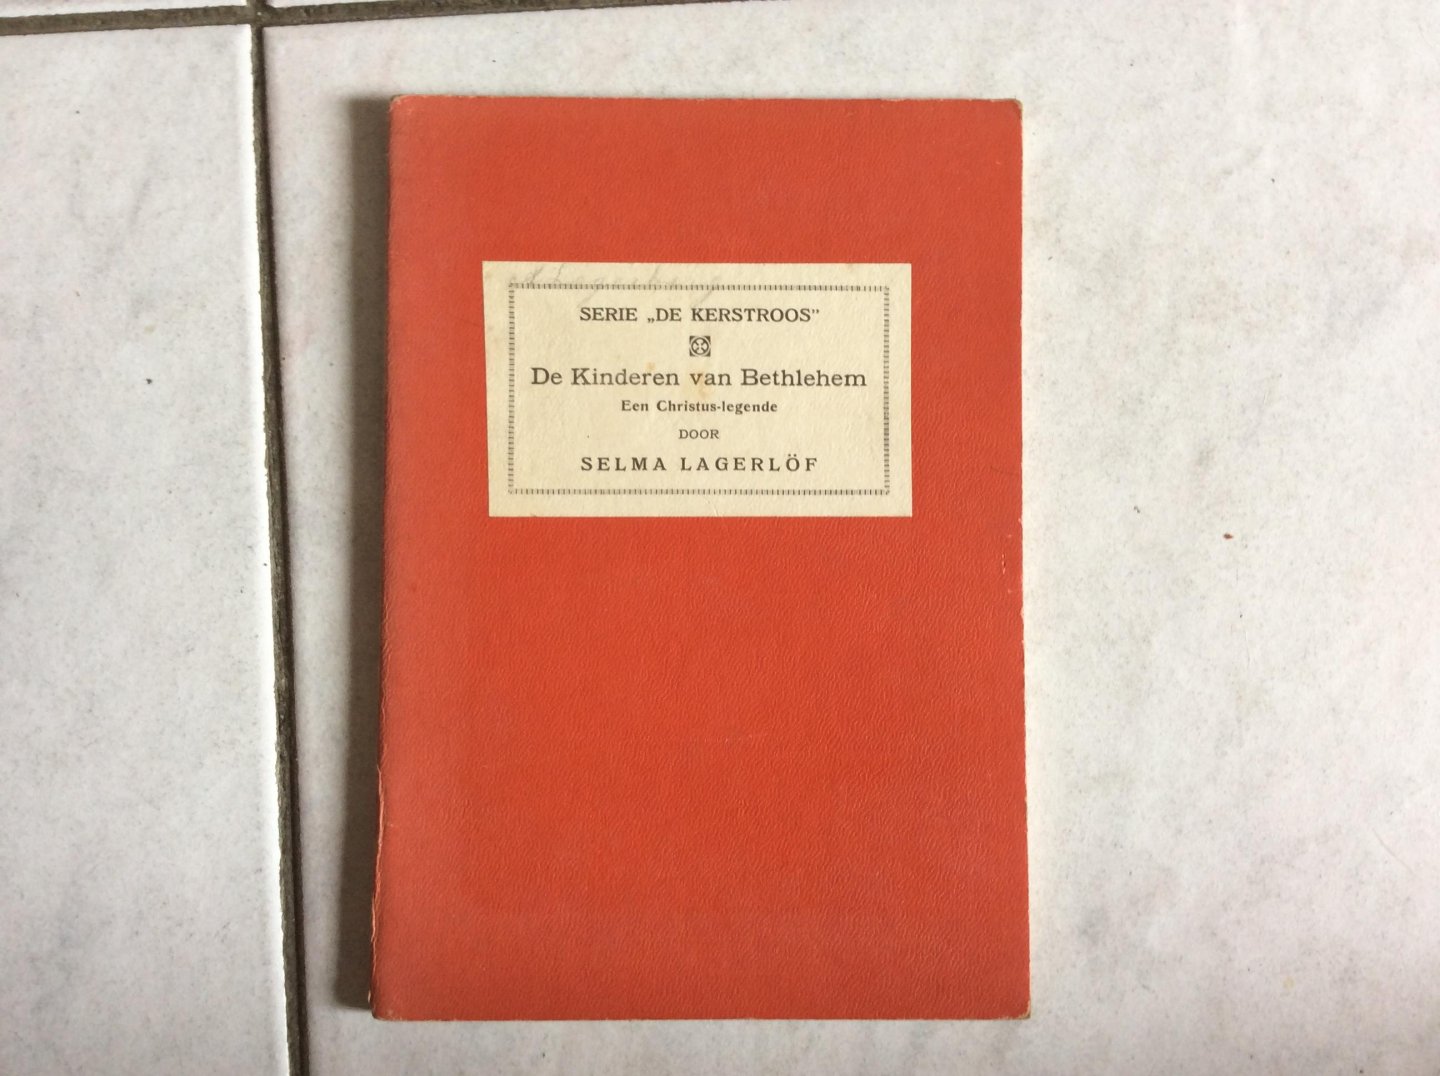 SERIE „DE KERSTROOS”
De Kinderen van Bethlehem
Een Christus-legende
DOOR
SELMA LAGERLÖF